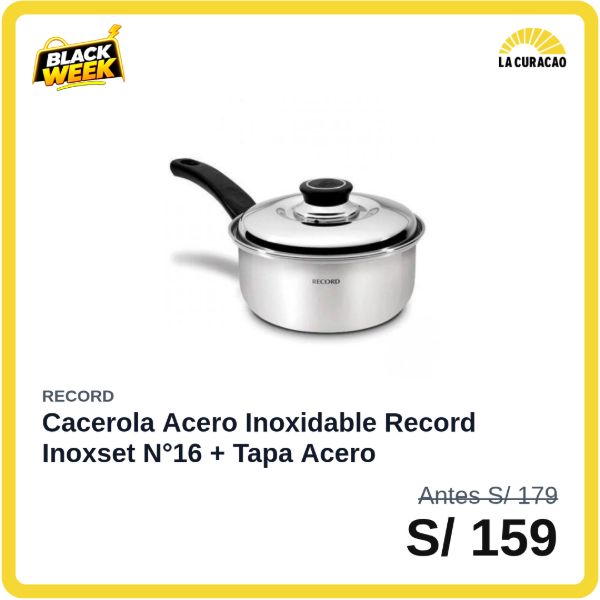 BLACK
WEEK
LA CURACAO
RECORD
RECORD
Cacerola Acero Inoxidable Record
Inoxset N°16 + Tapa Acero
Antes S/ 179
S/ 159